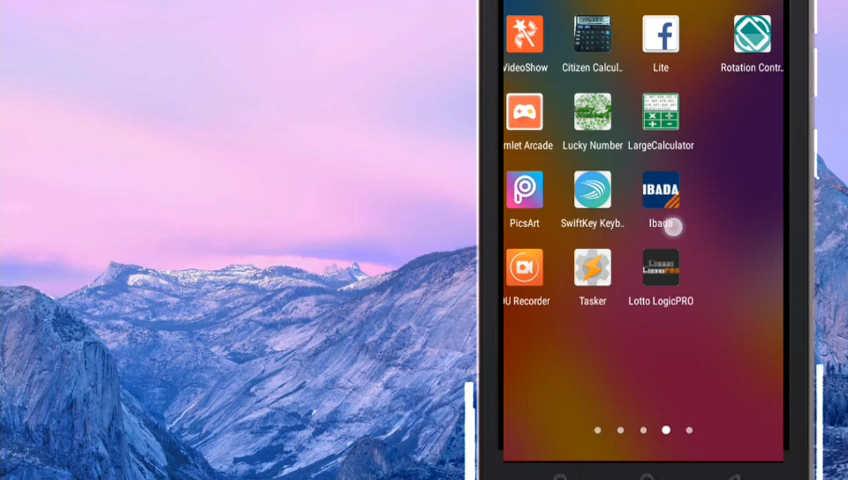 VideoShow
Citizen Calcul..
Lite
Rotation Contr..
mlet Arcade
Lucky Number
LargeCalculator
IBADA
PicsArt
SwiftKey Keyb..
Ibada
DU Recorder
Tasker
Lotto LogicPRO